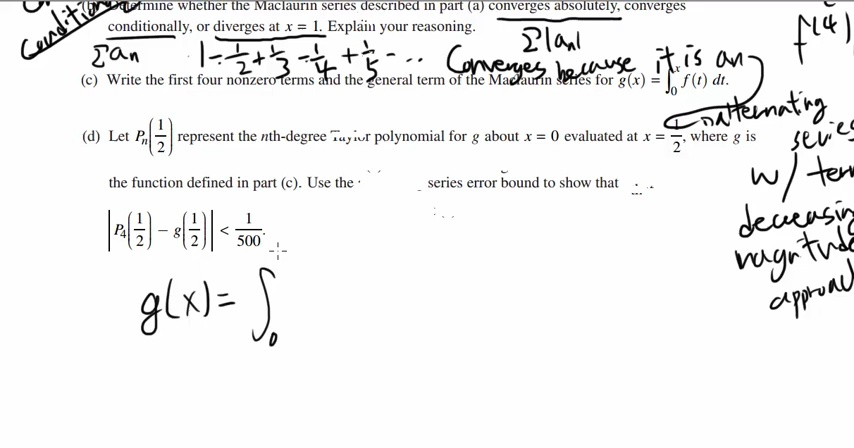 Determine whether the Maclaurin series described in part (a) converges absolutely, converges
conditionally, or diverges at x = 1. Explain your reasoning.
Condition
f(4)
Σan 1 - 1/2 + 1/3 - 1/4 + 1/5 - ... Σ|an|
Converges because it is an
(c) Write the first four nonzero terms and the general term of the Maclaurin series for g(x) = ∫₀ˣ f(t) dt.
alternating
series
w/ term
decreasing
magnitude
approach
(d) Let Pn(1/2) represent the nth-degree Taylor polynomial for g about x = 0 evaluated at x = 1/2, where g is
the function defined in part (c). Use the series error bound to show that
|P4(1/2) − g(1/2)| < 1/500.
g(x) = ∫₀